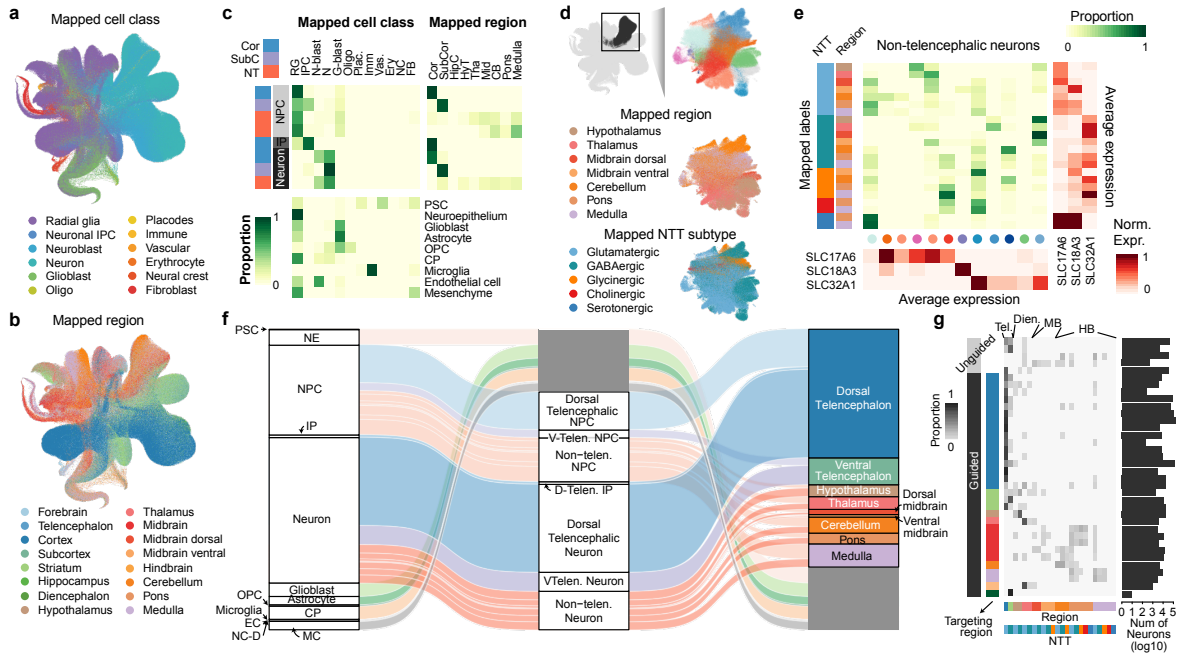 a
Mapped cell class
Radial glia
Neuronal IPC
Neuroblast
Neuron
Glioblast
Oligo
Placodes
Immune
Vascular
Erythrocyte
Neural crest
Fibroblast
b
Mapped region
Forebrain
Telencephalon
Cortex
Subcortex
Striatum
Hippocampus
Diencephalon
Hypothalamus
Thalamus
Midbrain
Midbrain dorsal
Midbrain ventral
Hindbrain
Cerebellum
Pons
Medulla
c
Mapped cell class
Mapped region
Cor
SubC
NT
RG
IPC
N-blast
N
G-blast
Oligo
Plac.
Imm
Vas.
Ery
NC
FB
Cor
SubCor
HipC
HyT
Tha
Mid
CB
Pons
Medulla
NPC
IP
Neuron
Proportion
1
0
PSC
Neuroepithelium
Glioblast
Astrocyte
OPC
CP
Microglia
Endothelial cell
Mesenchyme
d
Mapped region
Hypothalamus
Thalamus
Midbrain dorsal
Midbrain ventral
Cerebellum
Pons
Medulla
Mapped NTT subtype
Glutamatergic
GABAergic
Glycinergic
Cholinergic
Serotonergic
e
Proportion
0 1
NTT
Region
Non-telencephalic neurons
Mapped labels
Average expression
SLC17A6
SLC18A3
SLC32A1
SLC17A6
SLC18A3
SLC32A1
Average expression
Norm.
Expr.
1
0
f
PSC
NE
NPC
IP
Neuron
Glioblast
OPC
Astrocyte
Microglia
CP
EC
NC-D
MC
Dorsal
Telencephalic
NPC
V-Telen. NPC
Non-telen.
NPC
D-Telen. IP
Dorsal
Telencephalic
Neuron
VTelen. Neuron
Non-telen.
Neuron
Dorsal
Telencephalon
Ventral
Telencephalon
Hypothalamus
Thalamus
Dorsal
midbrain
Cerebellum
Ventral
midbrain
Pons
Medulla
g
Tel.
Dien.
MB
HB
Unguided
Guided
Proportion
1
0
Targeting
region
Region
NTT
0 1 2 3 4 5
Num of
Neurons
(log10)